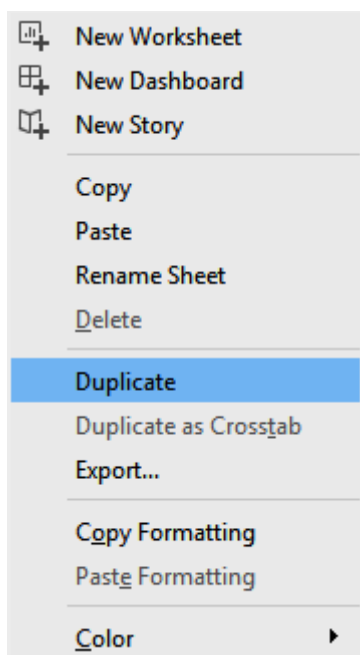 New Worksheet
New Dashboard
New Story
Copy
Paste
Rename Sheet
Delete
Duplicate
Duplicate as Crosstab
Export...
Copy Formatting
Paste Formatting
Color